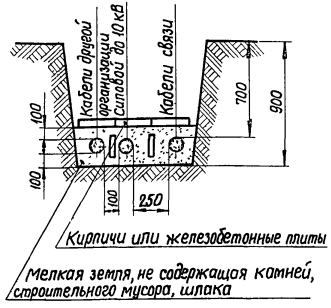 Кабели другой
организации
Силовой до 10 кВ
Кабели связи
100
100
700
900
100
250
Кирпичи или железобетонные плиты
Мелкая земля, не содержащая камней,
строительного мусора, шлака